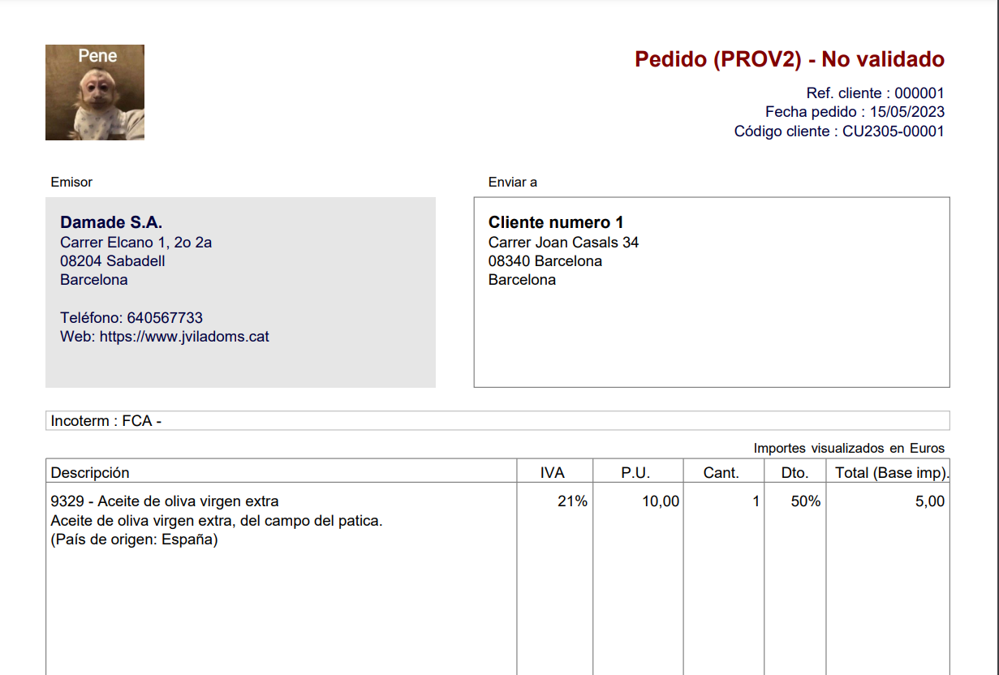 Pene
Pedido (PROV2) - No validado
Ref. cliente : 000001
Fecha pedido : 15/05/2023
Código cliente : CU2305-00001
Emisor
Damade S.A.
Carrer Elcano 1, 2o 2a
08204 Sabadell
Barcelona
Teléfono: 640567733
Web: https://www.jviladoms.cat
Enviar a
Cliente numero 1
Carrer Joan Casals 34
08340 Barcelona
Barcelona
Incoterm : FCA -
Importes visualizados en Euros
Descripción IVA P.U. Cant. Dto. Total (Base imp).
9329 - Aceite de oliva virgen extra 21% 10,00 1 50% 5,00
Aceite de oliva virgen extra, del campo del patica.
(País de origen: España)